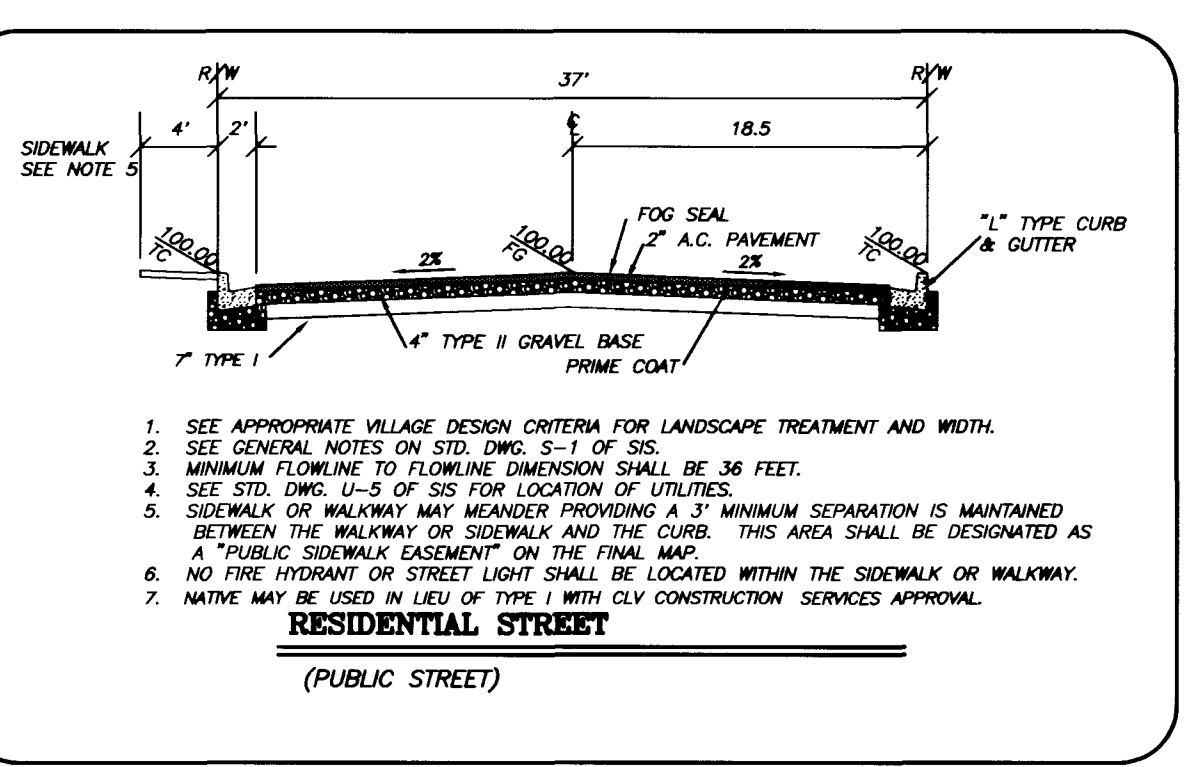 R/W
R/W
37'
4'
2'
℄
18.5
SIDEWALK
SEE NOTE 5
FOG SEAL
2" A.C. PAVEMENT
"L" TYPE CURB
& GUTTER
100.00
TC
100.00
FG
100.00
TC
2%
2%
7" TYPE I
4" TYPE II GRAVEL BASE
PRIME COAT
1. SEE APPROPRIATE VILLAGE DESIGN CRITERIA FOR LANDSCAPE TREATMENT AND WIDTH.
2. SEE GENERAL NOTES ON STD. DWG. S-1 OF SIS.
3. MINIMUM FLOWLINE TO FLOWLINE DIMENSION SHALL BE 36 FEET.
4. SEE STD. DWG. U-5 OF SIS FOR LOCATION OF UTILITIES.
5. SIDEWALK OR WALKWAY MAY MEANDER PROVIDING A 3' MINIMUM SEPARATION IS MAINTAINED
BETWEEN THE WALKWAY OR SIDEWALK AND THE CURB. THIS AREA SHALL BE DESIGNATED AS
A "PUBLIC SIDEWALK EASEMENT" ON THE FINAL MAP.
6. NO FIRE HYDRANT OR STREET LIGHT SHALL BE LOCATED WITHIN THE SIDEWALK OR WALKWAY.
7. NATIVE MAY BE USED IN LIEU OF TYPE I WITH CLV CONSTRUCTION SERVICES APPROVAL.
RESIDENTIAL STREET
(PUBLIC STREET)